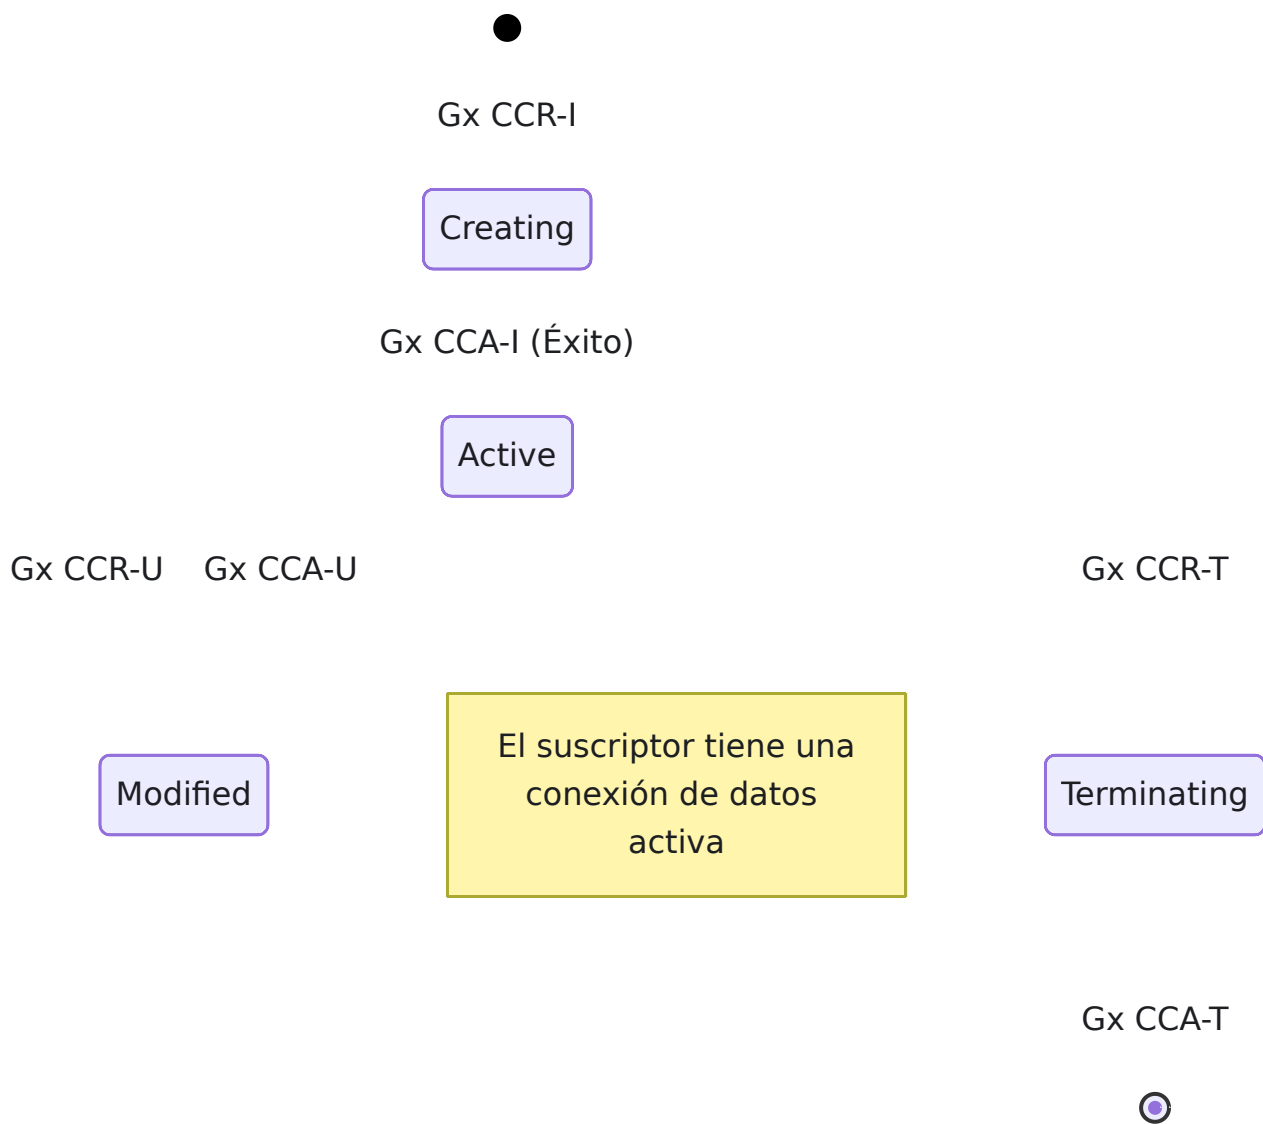 Gx CCR-I
Creating
Gx CCA-I (Éxito)
Active
Gx CCR-U
Gx CCA-U
Gx CCR-T
Modified
El suscriptor tiene una
conexión de datos
activa
Terminating
Gx CCA-T